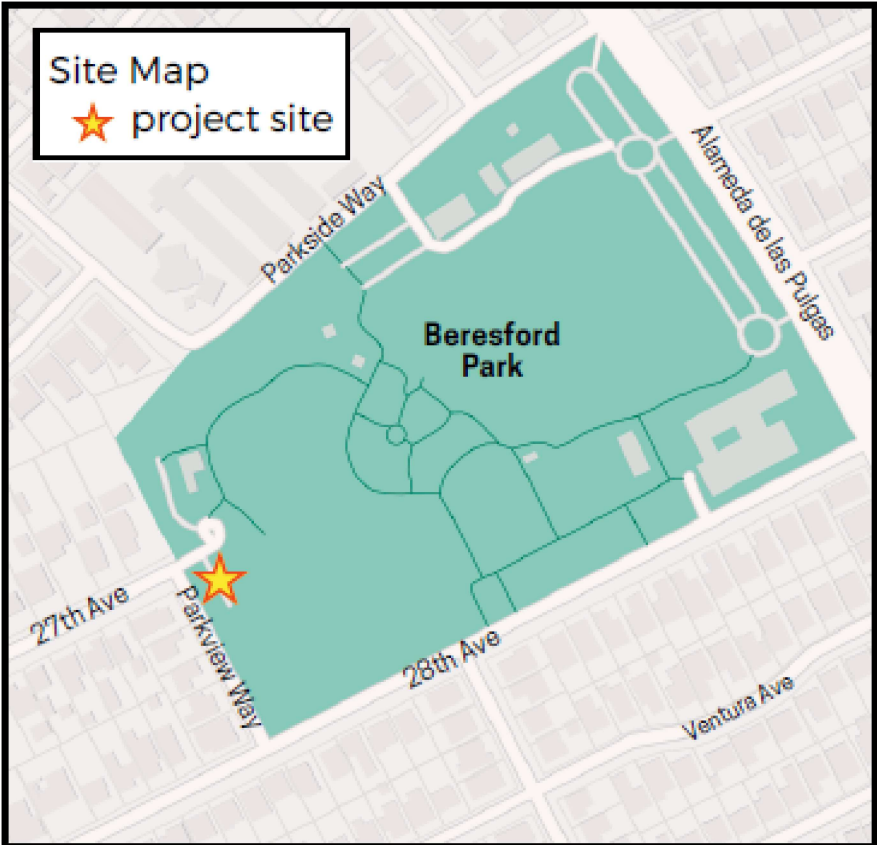 Site Map
project site
Parkside Way
Alameda de las Pulgas
Beresford
Park
27th Ave
Parkview Way
28th Ave
Ventura Ave